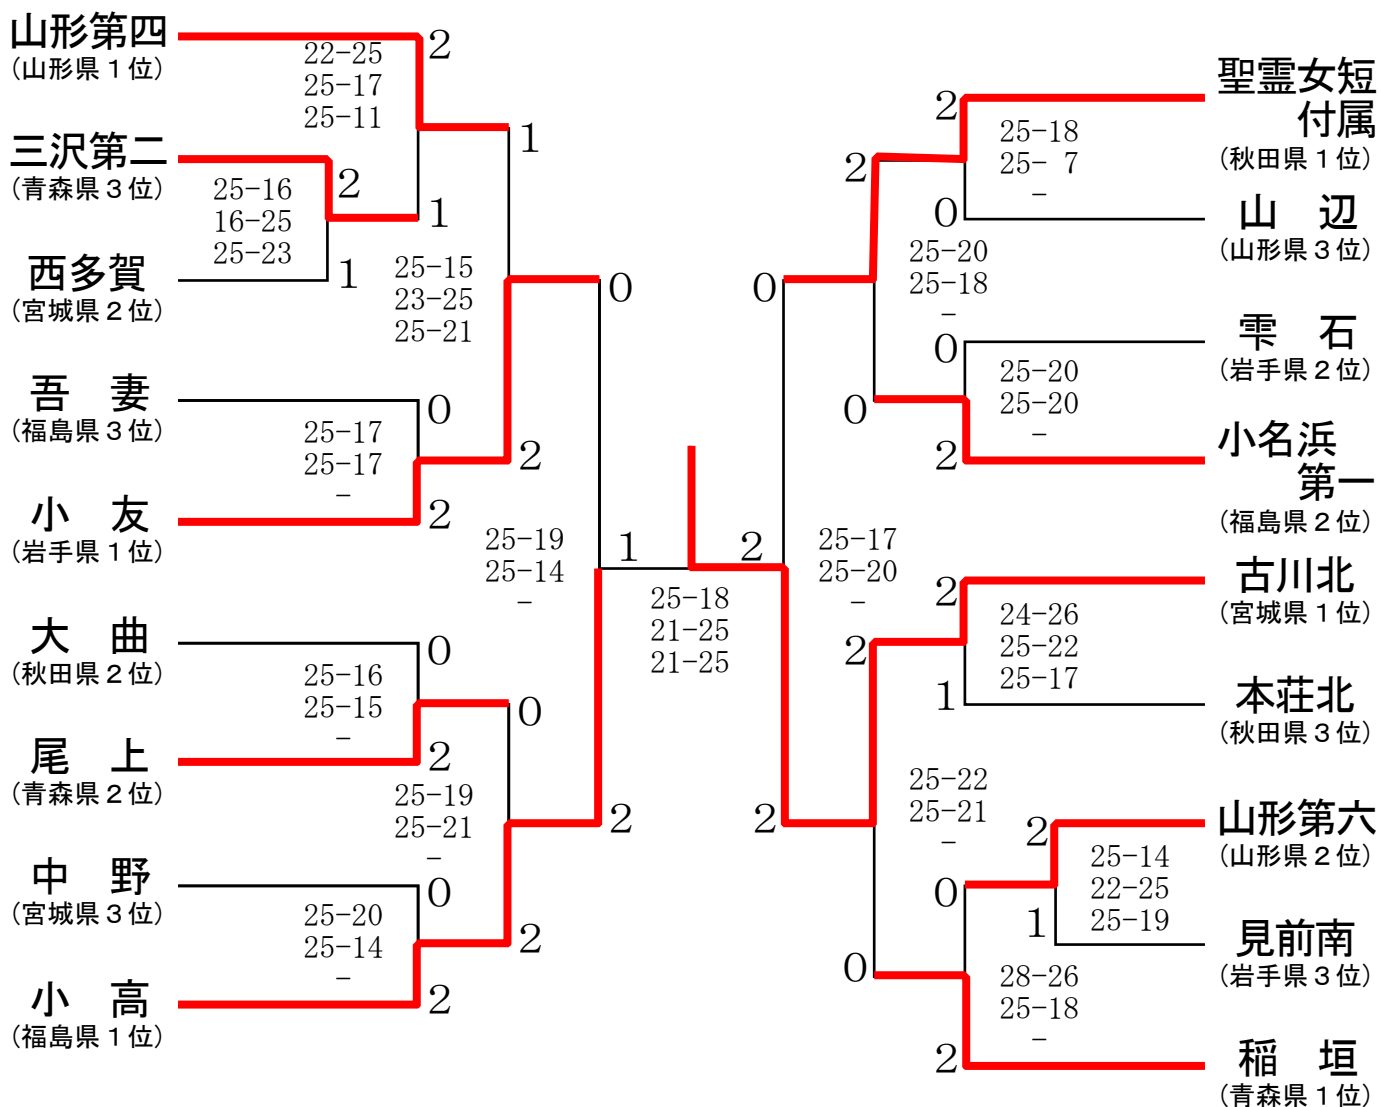 山形第四
(山形県1位)
三沢第二
(青森県3位)
西多賀
(宮城県2位)
吾　妻
(福島県3位)
小　友
(岩手県1位)
大　曲
(秋田県2位)
尾　上
(青森県2位)
中　野
(宮城県3位)
小　高
(福島県1位)
2
22-25
25-17
25-11
1
2
25-16
16-25
25-23
1
1
25-15
23-25
25-21
0
25-17
25-17
-
2
2
0
25-19
25-14
-
0
25-16
25-15
-
2
0
25-19
25-21
-
0
25-20
25-14
-
2
2
2
1
2
25-18
21-25
21-25
0
2
2
25-18
25- 7
-
0
25-20
25-18
-
0
25-20
25-20
-
0
2
25-17
25-20
-
2
24-26
25-22
25-17
2
1
25-22
25-21
-
2
2
25-14
22-25
25-19
0
1
0
28-26
25-18
-
2
聖霊女短
付属
(秋田県1位)
山　辺
(山形県3位)
雫　石
(岩手県2位)
小名浜
第一
(福島県2位)
古川北
(宮城県1位)
本荘北
(秋田県3位)
山形第六
(山形県2位)
見前南
(岩手県3位)
稲　垣
(青森県1位)